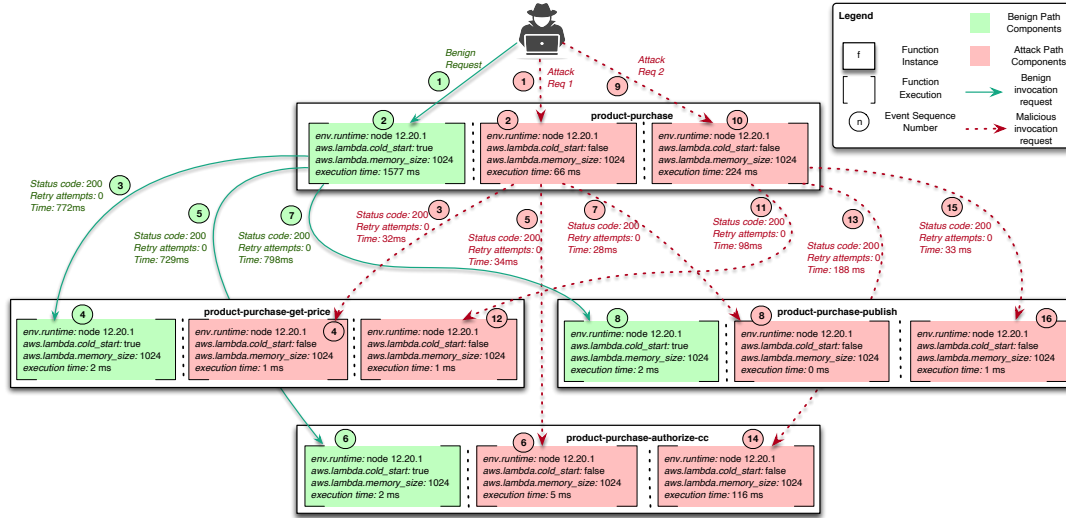 Legend
f
Function
Instance
Function
Execution
n
Event Sequence
Number
Benign Path
Components
Attack Path
Components
Benign
invocation
request
Malicious
invocation
request
Benign
Request
1
1
Attack
Req 1
Attack
Req 2
9
product-purchase
2
env.runtime: node 12.20.1
aws.lambda.cold_start: true
aws.lambda.memory_size: 1024
execution time: 1577 ms
2
env.runtime: node 12.20.1
aws.lambda.cold_start: false
aws.lambda.memory_size: 1024
execution time: 66 ms
10
env.runtime: node 12.20.1
aws.lambda.cold_start: false
aws.lambda.memory_size: 1024
execution time: 224 ms
3
Status code: 200
Retry attempts: 0
Time: 772ms
5
Status code: 200
Retry attempts: 0
Time: 729ms
7
Status code: 200
Retry attempts: 0
Time: 798ms
3
Status code: 200
Retry attempts: 0
Time: 32ms
5
Status code: 200
Retry attempts: 0
Time: 34ms
7
Status code: 200
Retry attempts: 0
Time: 28ms
11
Status code: 200
Retry attempts: 0
Time: 98ms
13
Status code: 200
Retry attempts: 0
Time: 188 ms
15
Status code: 200
Retry attempts: 0
Time: 33 ms
product-purchase-get-price
4
env.runtime: node 12.20.1
aws.lambda.cold_start: true
aws.lambda.memory_size: 1024
execution time: 2 ms
4
env.runtime: node 12.20.1
aws.lambda.cold_start: false
aws.lambda.memory_size: 1024
execution time: 1 ms
12
env.runtime: node 12.20.1
aws.lambda.cold_start: false
aws.lambda.memory_size: 1024
execution time: 1 ms
product-purchase-publish
8
env.runtime: node 12.20.1
aws.lambda.cold_start: true
aws.lambda.memory_size: 1024
execution time: 2 ms
8
env.runtime: node 12.20.1
aws.lambda.cold_start: false
aws.lambda.memory_size: 1024
execution time: 0 ms
16
env.runtime: node 12.20.1
aws.lambda.cold_start: false
aws.lambda.memory_size: 1024
execution time: 1 ms
product-purchase-authorize-cc
6
env.runtime: node 12.20.1
aws.lambda.cold_start: true
aws.lambda.memory_size: 1024
execution time: 2 ms
6
env.runtime: node 12.20.1
aws.lambda.cold_start: false
aws.lambda.memory_size: 1024
execution time: 5 ms
14
env.runtime: node 12.20.1
aws.lambda.cold_start: false
aws.lambda.memory_size: 1024
execution time: 116 ms